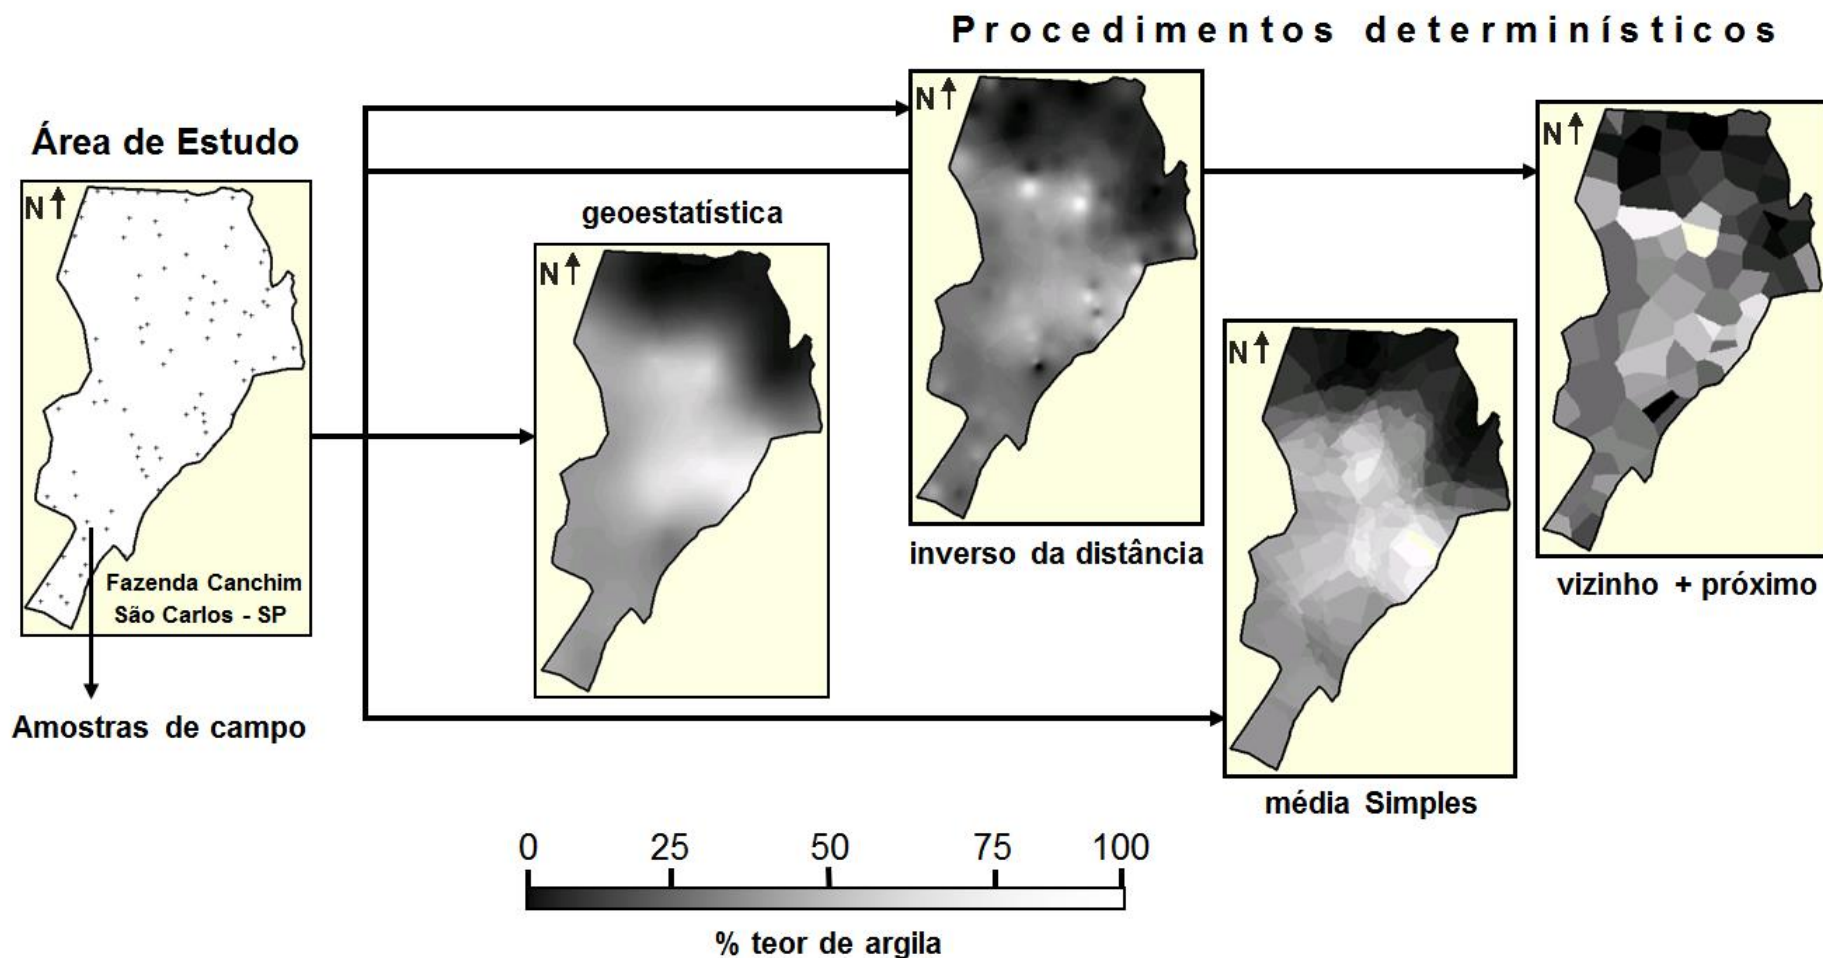 Procedimentos determinísticos
Área de Estudo
N
Fazenda Canchim
São Carlos - SP
Amostras de campo
geoestatística
N
N
inverso da distância
N
média Simples
N
vizinho + próximo
0 25 50 75 100
% teor de argila